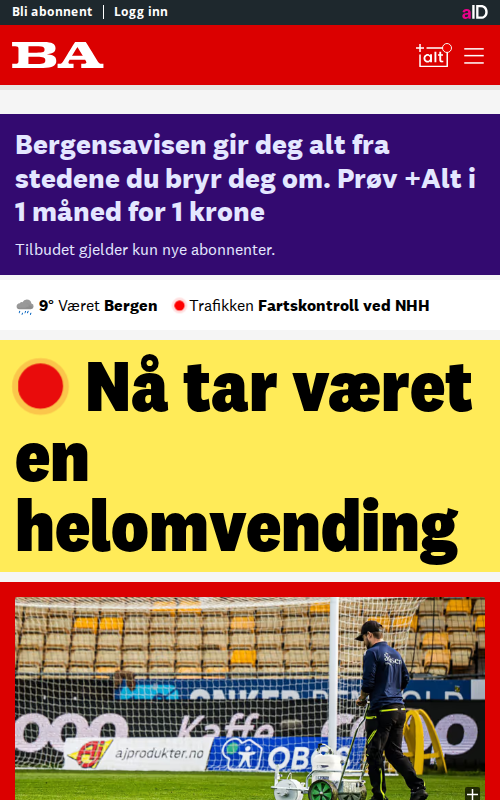 Bli abonnent | Logg inn
aID
BA
+alt
Bergensavisen gir deg alt fra
stedene du bryr deg om. Prøv +Alt i
1 måned for 1 krone
Tilbudet gjelder kun nye abonnenter.
9° Været Bergen Trafikken Fartskontroll ved NHH
Nå tar været
en
helomvending
Kaffe
ajprodukter.no
OBOS